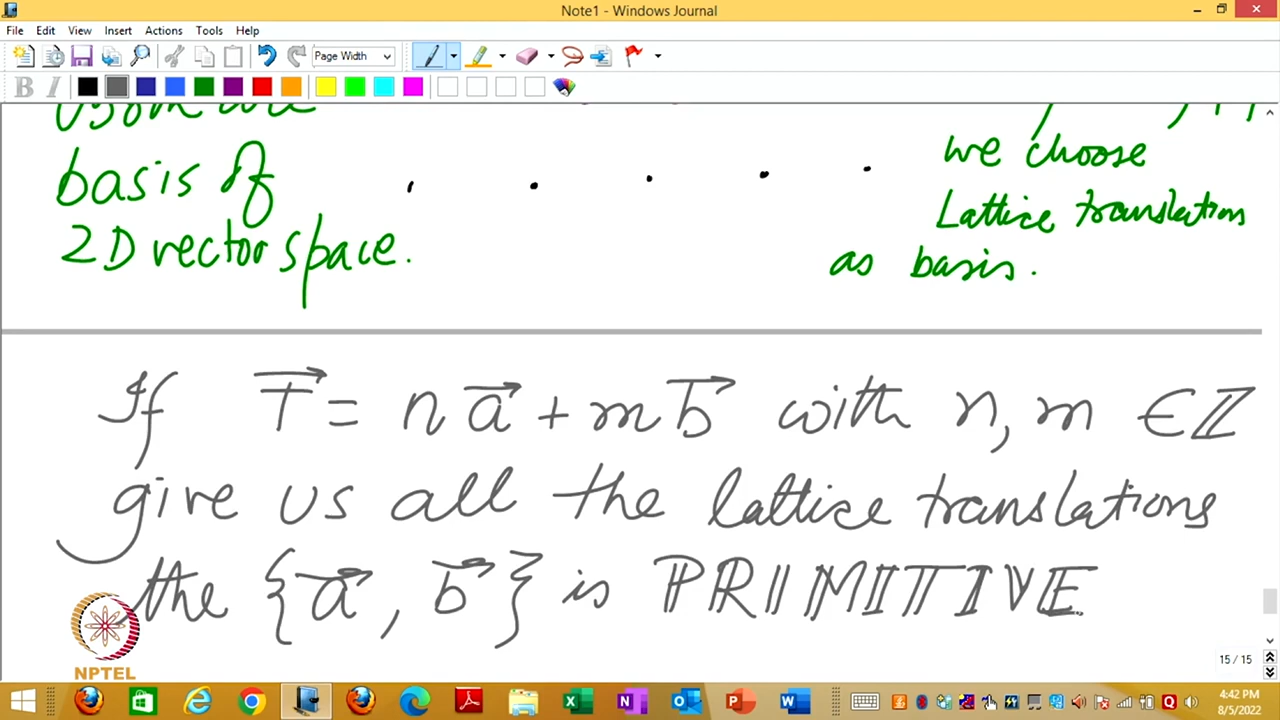 Note1 - Windows Journal
File Edit View Insert Actions Tools Help
Page Width
B I
basis of
2D vector space.
we choose
Lattice translation
as basis.
If T⃗ = n a⃗ + m b⃗ with n, m ∈ ℤ
give us all the lattice translations
the {a⃗, b⃗} is PRIMITIVE
NPTEL
15 / 15
4:42 PM
8/5/2022